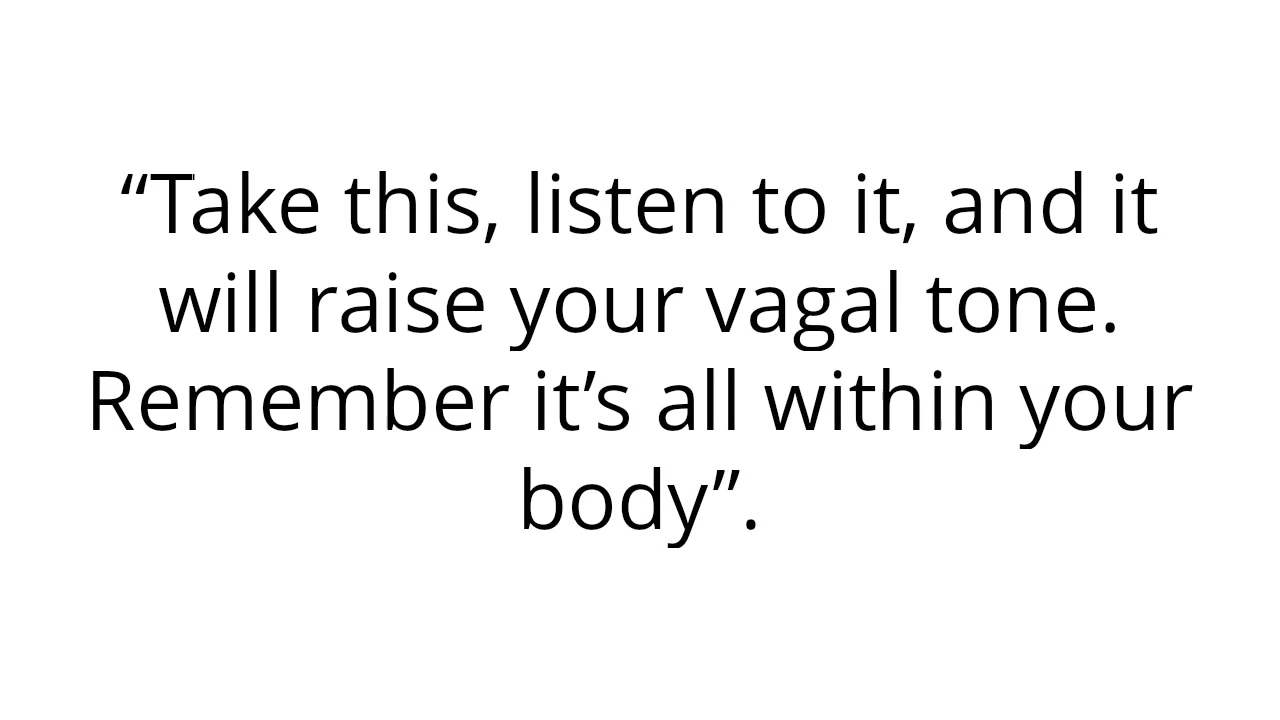 “Take this, listen to it, and it
will raise your vagal tone.
Remember it’s all within your
body”.